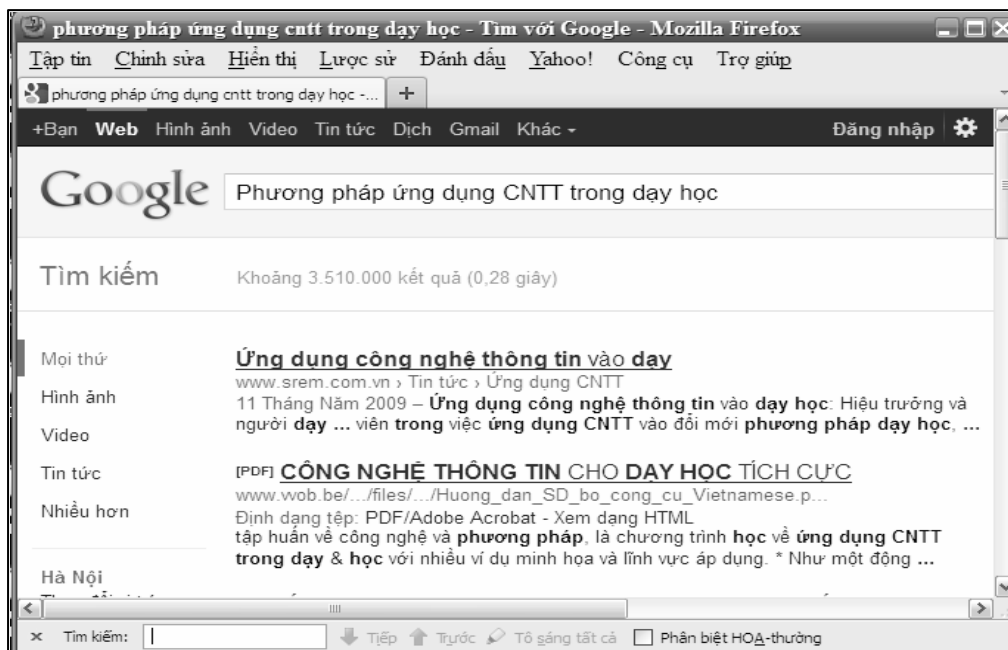 phương pháp ứng dụng cntt trong dạy học - Tìm với Google - Mozilla Firefox
Tập tin Chỉnh sửa Hiển thị Lược sử Đánh dấu Yahoo! Công cụ Trợ giúp
phương pháp ứng dụng cntt trong dạy học -... +
+Bạn Web Hình ảnh Video Tin tức Dịch Gmail Khác Đăng nhập
Google Phương pháp ứng dụng CNTT trong dạy học
Tìm kiếm Khoảng 3.510.000 kết quả (0,28 giây)
Mọi thứ
Hình ảnh
Video
Tin tức
Nhiều hơn
Hà Nội
Ứng dụng công nghệ thông tin vào dạy
www.srem.com.vn › Tin tức › Ứng dụng CNTT
11 Tháng Năm 2009 – Ứng dụng công nghệ thông tin vào dạy học: Hiệu trưởng và
người dạy ... viên trong việc ứng dụng CNTT vào đổi mới phương pháp dạy học, ...
[PDF] CÔNG NGHỆ THÔNG TIN CHO DẠY HỌC TÍCH CỰC
www.vvob.be/.../files/.../Huong_dan_SD_bo_cong_cu_Vietnamese.p...
Định dạng tệp: PDF/Adobe Acrobat - Xem dạng HTML
tập huấn về công nghệ và phương pháp, là chương trình học về ứng dụng CNTT
trong dạy & học với nhiều ví dụ minh họa và lĩnh vực áp dụng. * Như một động ...
× Tìm kiếm: Tiếp Trước Tô sáng tất cả Phân biệt HOA-thường